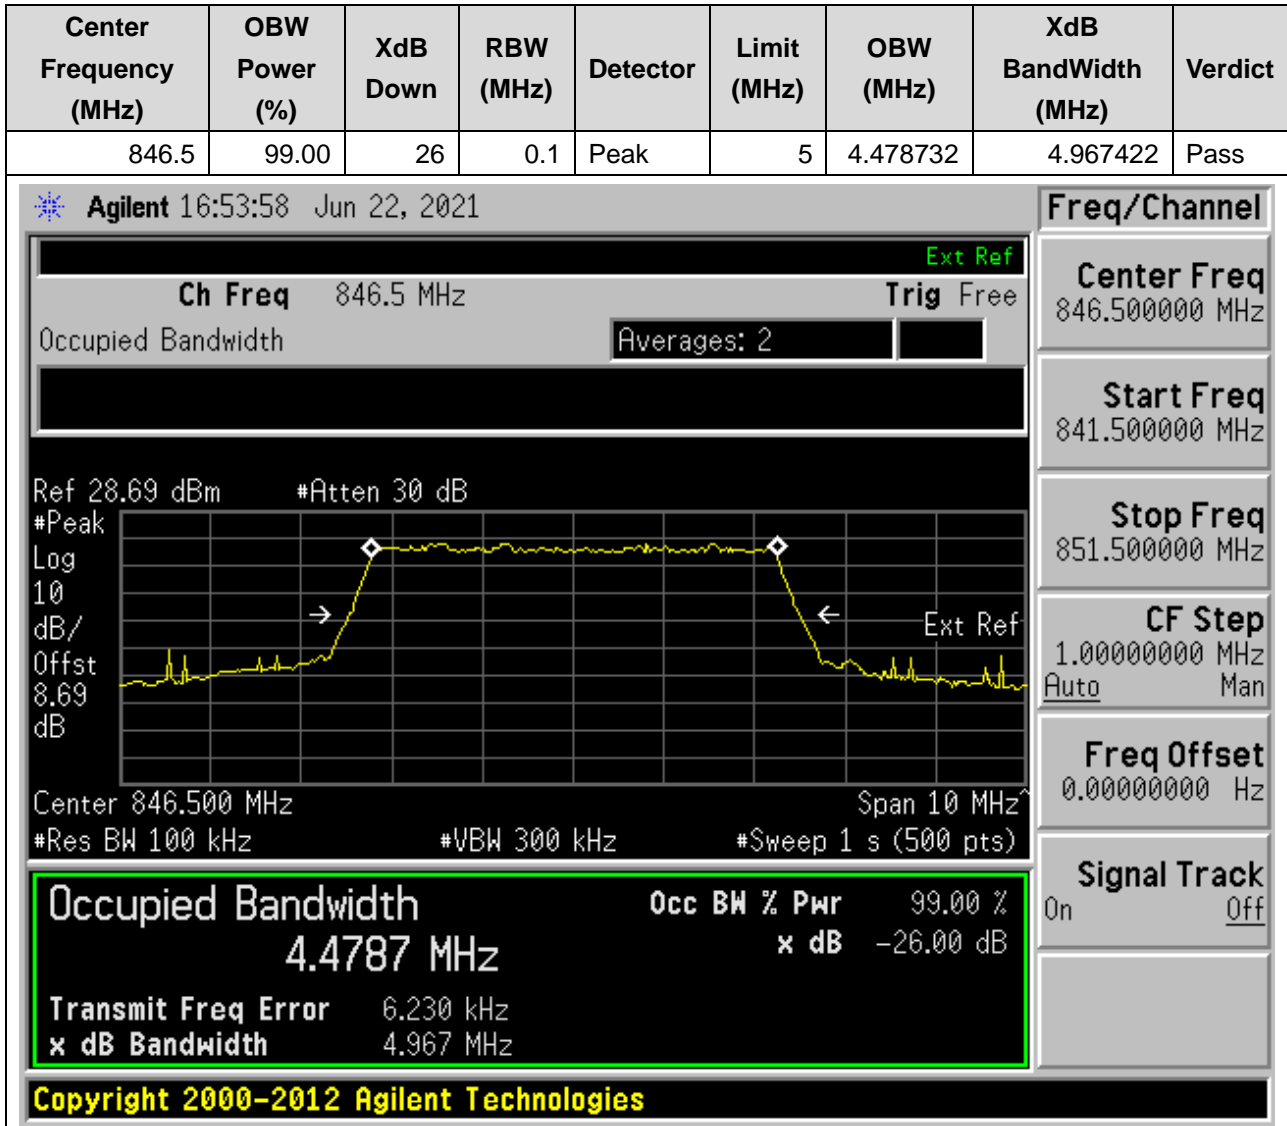 Center Frequency (MHz) OBW Power (%) XdB Down RBW (MHz) Detector Limit (MHz) OBW (MHz) XdB BandWidth (MHz) Verdict
846.5 99.00 26 0.1 Peak 5 4.478732 4.967422 Pass
Agilent 16:53:58 Jun 22, 2021
Freq/Channel
Ext Ref
Ch Freq 846.5 MHz Trig Free
Occupied Bandwidth Averages: 2
Center Freq
846.500000 MHz
Start Freq
841.500000 MHz
Stop Freq
851.500000 MHz
CF Step
1.00000000 MHz
Auto Man
Freq Offset
0.00000000 Hz
Signal Track
On Off
Ref 28.69 dBm #Atten 30 dB
#Peak
Log
10
dB/
Offst
8.69
dB
Ext Ref
Center 846.500 MHz Span 10 MHz^
#Res BW 100 kHz #VBW 300 kHz #Sweep 1 s (500 pts)
Occupied Bandwidth Occ BW % Pwr 99.00 %
4.4787 MHz x dB -26.00 dB
Transmit Freq Error 6.230 kHz
x dB Bandwidth 4.967 MHz
Copyright 2000-2012 Agilent Technologies